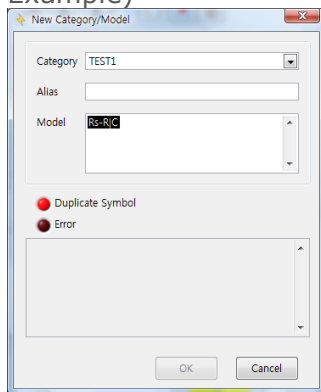 Example)
New Category/Model
Category TEST1
Alias
Model Rs-R|C
Duplicate Symbol
Error
OK Cancel